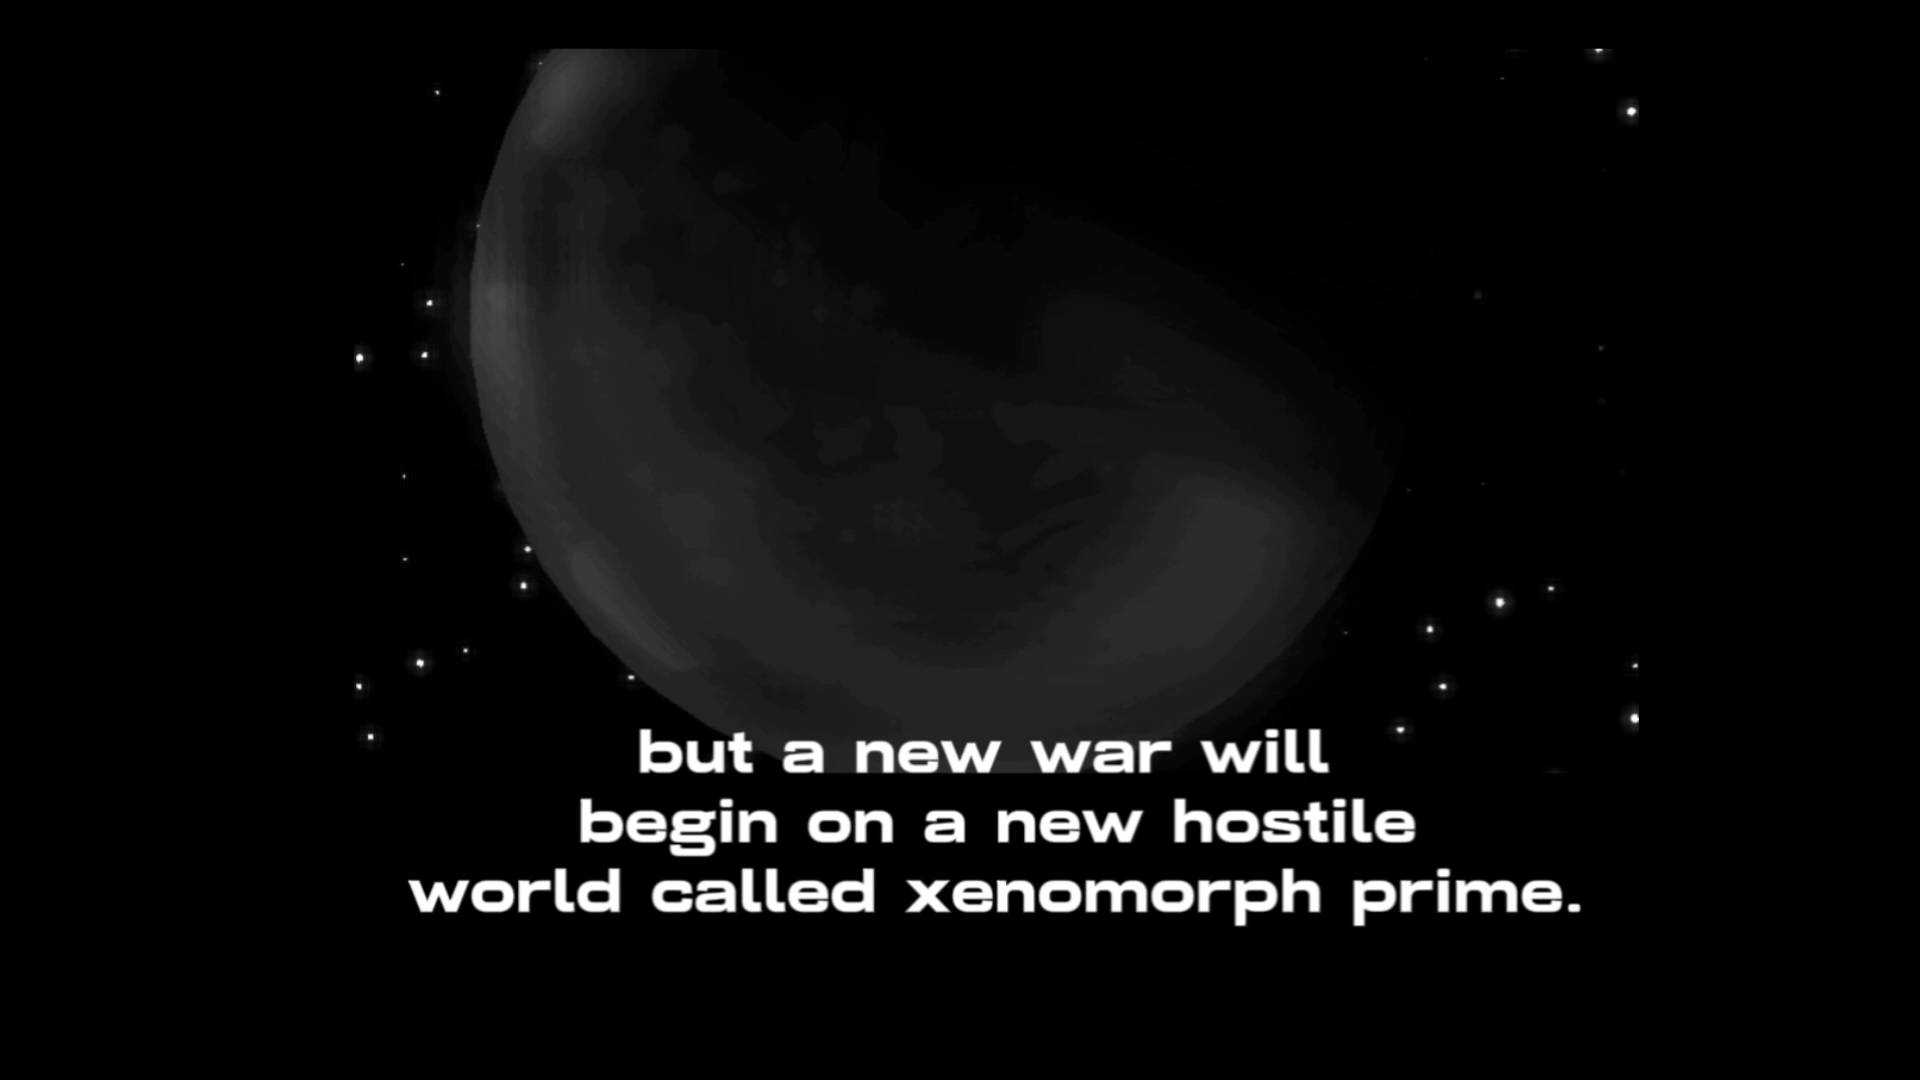 but a new war will
begin on a new hostile
world called xenomorph prime.